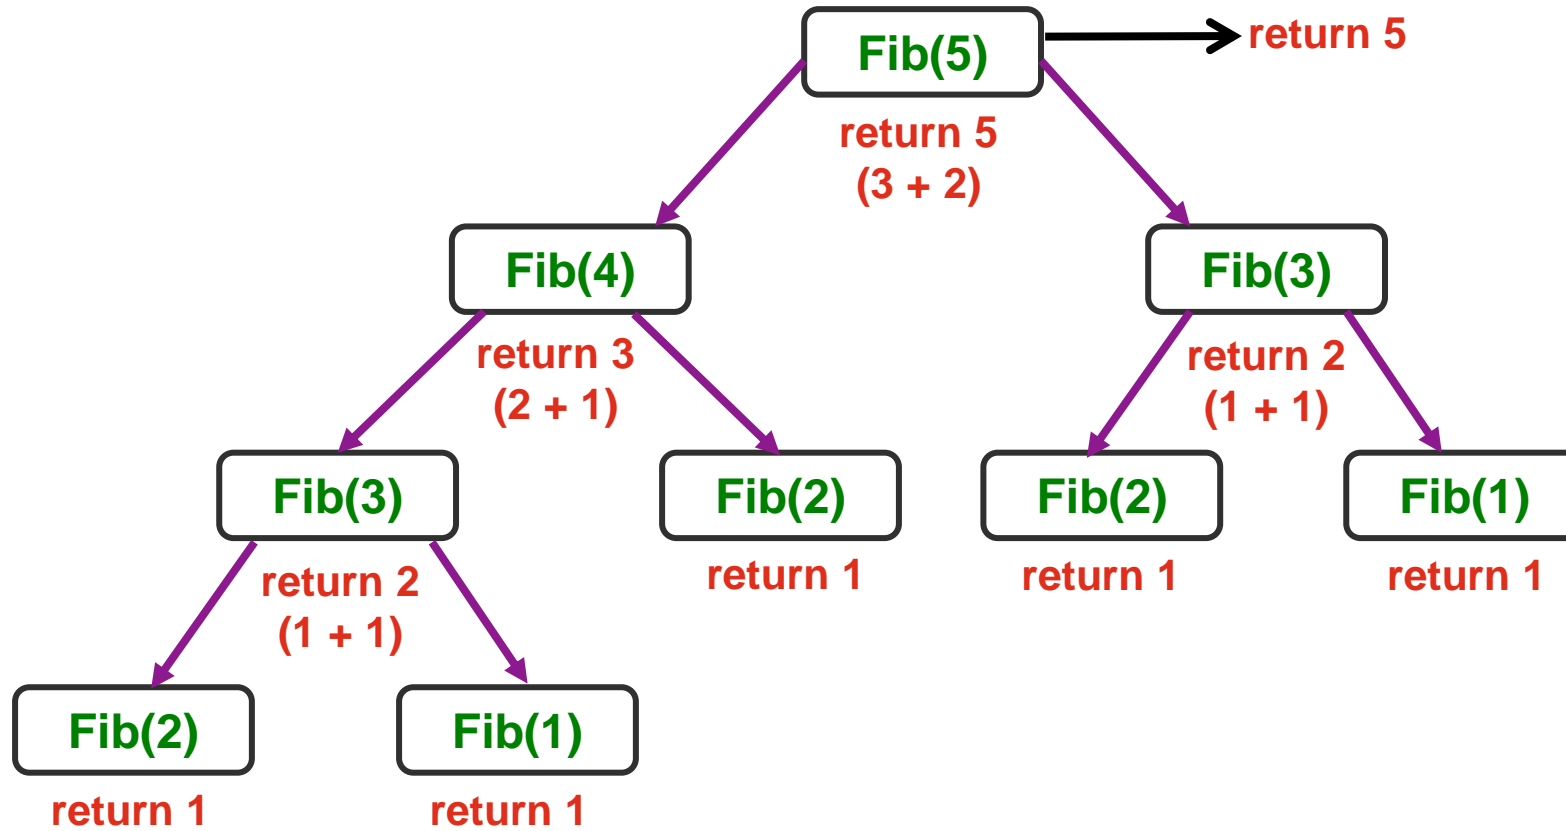 Fib(5)
return 5
return 5
(3 + 2)
Fib(4)
Fib(3)
return 3
(2 + 1)
return 2
(1 + 1)
Fib(3)
Fib(2)
Fib(2)
Fib(1)
return 2
(1 + 1)
return 1
return 1
return 1
Fib(2)
Fib(1)
return 1
return 1